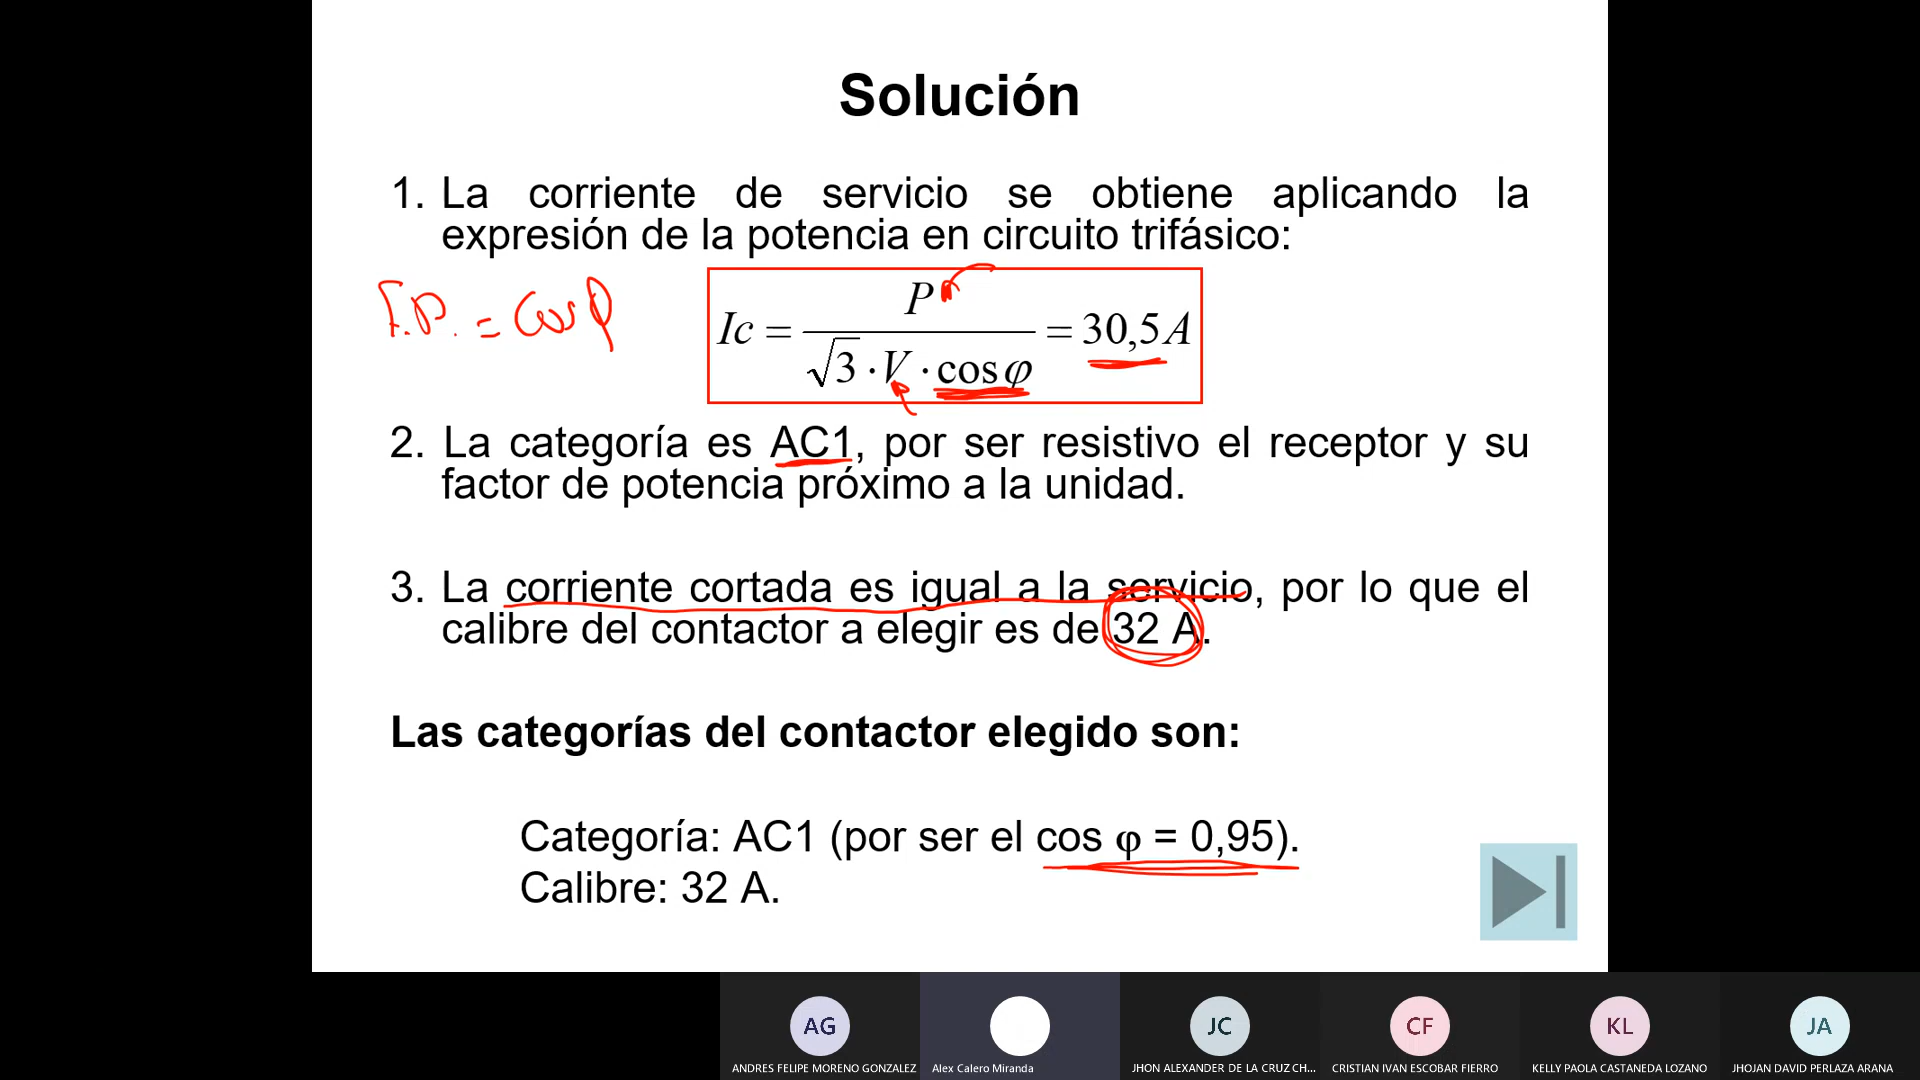 Solución
1. La corriente de servicio se obtiene aplicando la
expresión de la potencia en circuito trifásico:
F.P. = Cos φ
Ic = P / √3 · V · cos φ = 30,5 A
2. La categoría es AC1, por ser resistivo el receptor y su
factor de potencia próximo a la unidad.
3. La corriente cortada es igual a la servicio, por lo que el
calibre del contactor a elegir es de 32 A.
Las categorías del contactor elegido son:
Categoría: AC1 (por ser el cos φ = 0,95).
Calibre: 32 A.
AG JC CF KL JA
ANDRES FELIPE MORENO GONZALEZ Alex Calero Miranda JHON ALEXANDER DE LA CRUZ CH... CRISTIAN IVAN ESCOBAR FIERRO KELLY PAOLA CASTANEDA LOZANO JHOJAN DAVID PERLAZA ARANA